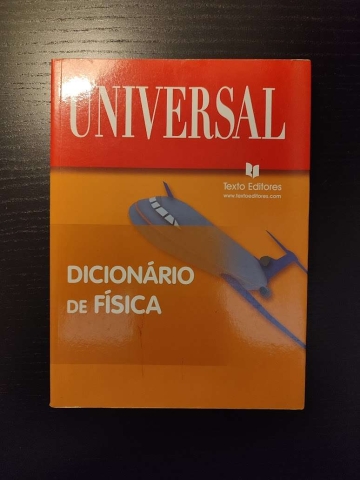 UNIVERSAL
Texto Editores
www.textoeditores.com
DICIONÁRIO
DE FÍSICA